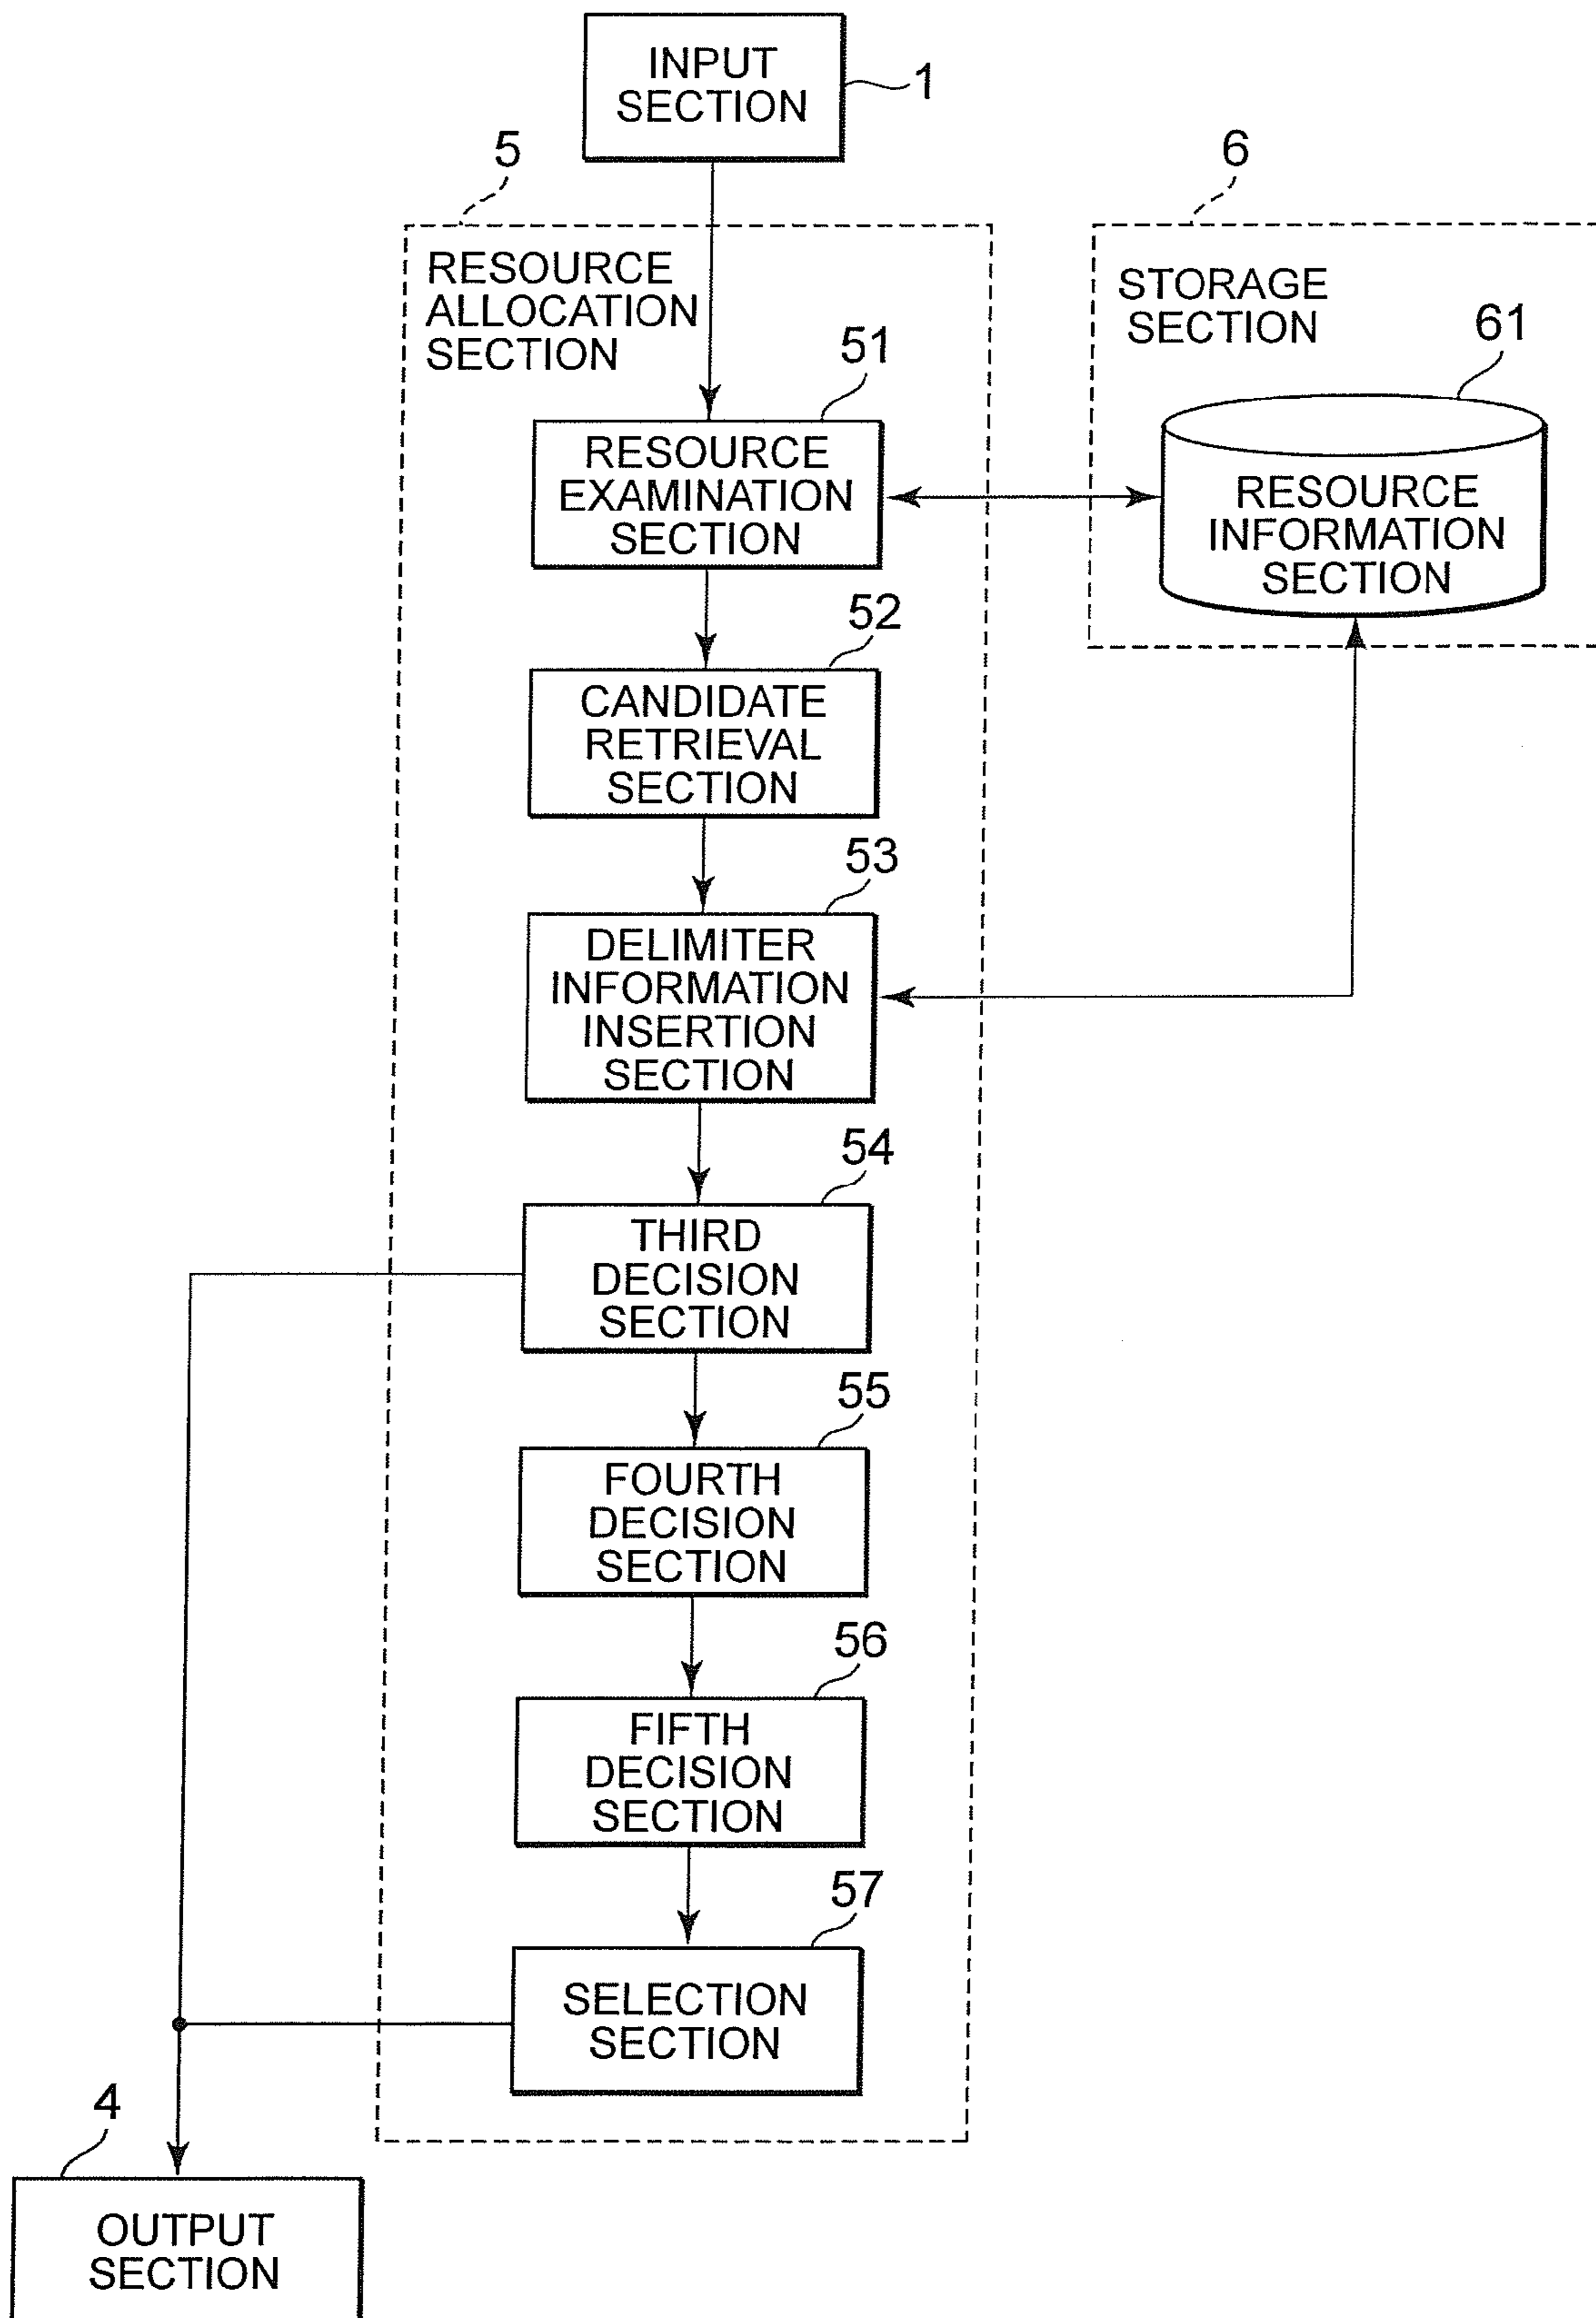 INPUT
SECTION
1
5
6
RESOURCE
ALLOCATION
SECTION
STORAGE
SECTION
61
51
RESOURCE
EXAMINATION
SECTION
RESOURCE
INFORMATION
SECTION
52
CANDIDATE
RETRIEVAL
SECTION
53
DELIMITER
INFORMATION
INSERTION
SECTION
54
THIRD
DECISION
SECTION
55
FOURTH
DECISION
SECTION
56
FIFTH
DECISION
SECTION
57
SELECTION
SECTION
4
OUTPUT
SECTION